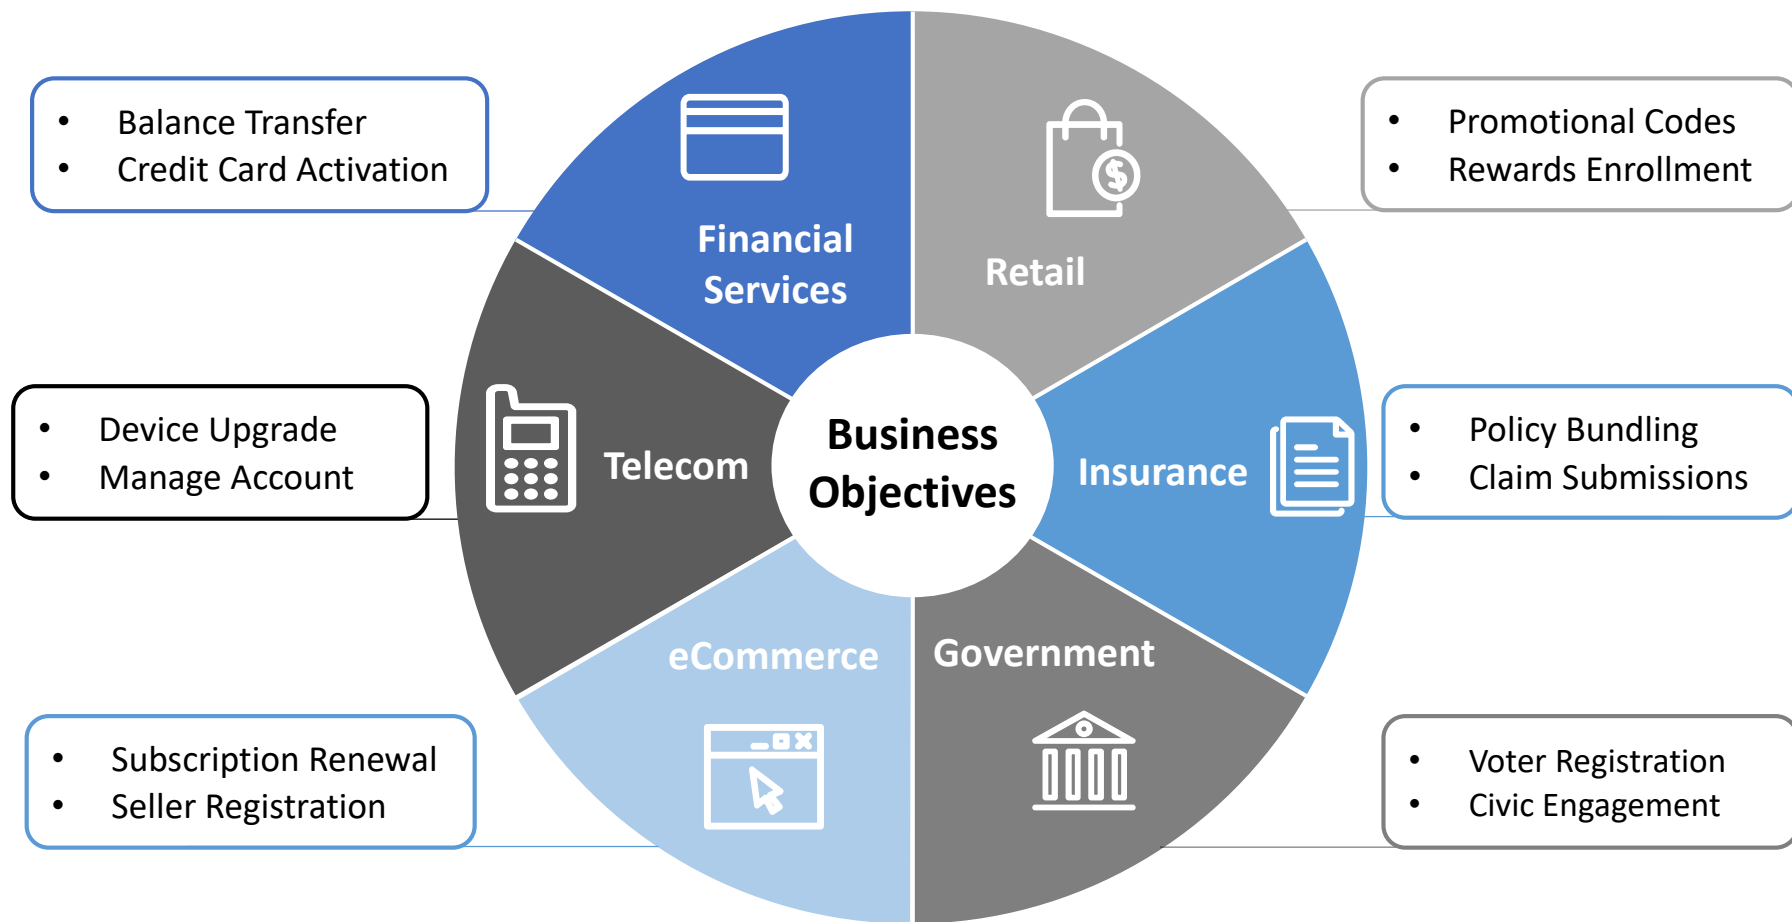 • Balance Transfer
• Credit Card Activation
Financial
Services
Retail
• Promotional Codes
• Rewards Enrollment
• Device Upgrade
• Manage Account
Telecom
Business
Objectives
Insurance
• Policy Bundling
• Claim Submissions
• Subscription Renewal
• Seller Registration
eCommerce
Government
• Voter Registration
• Civic Engagement
$